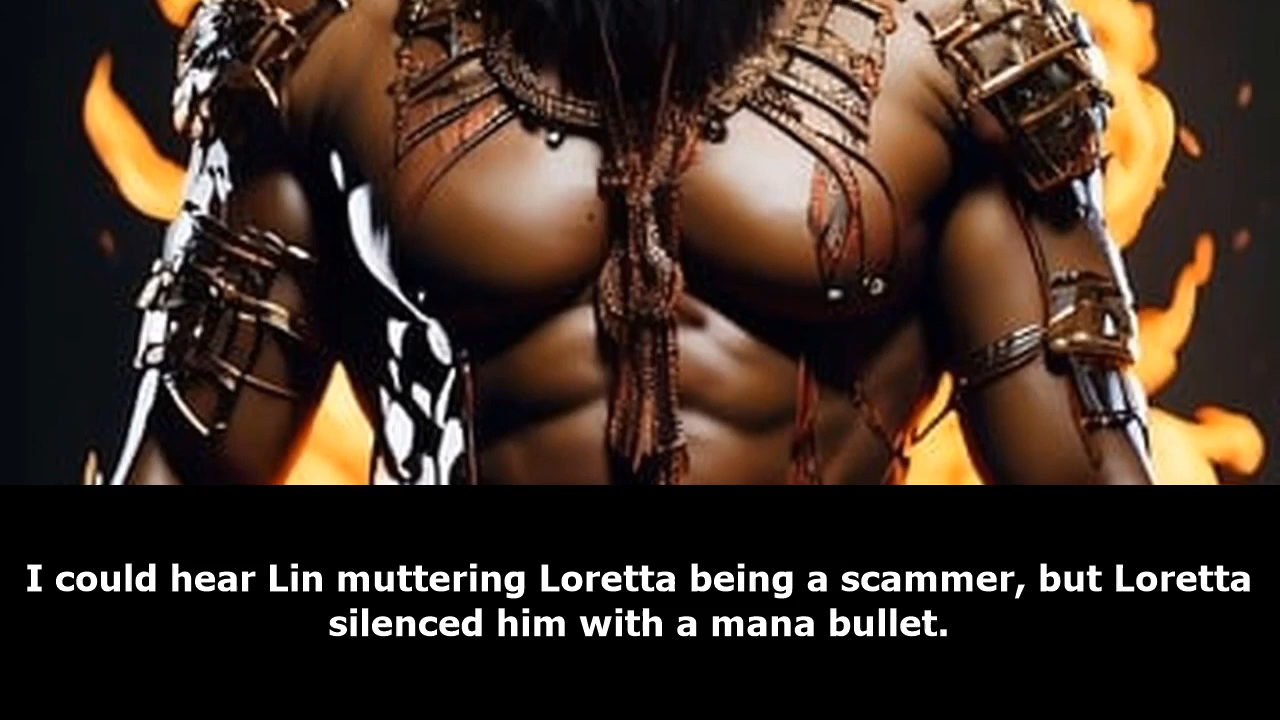 I could hear Lin muttering Loretta being a scammer, but Loretta
silenced him with a mana bullet.